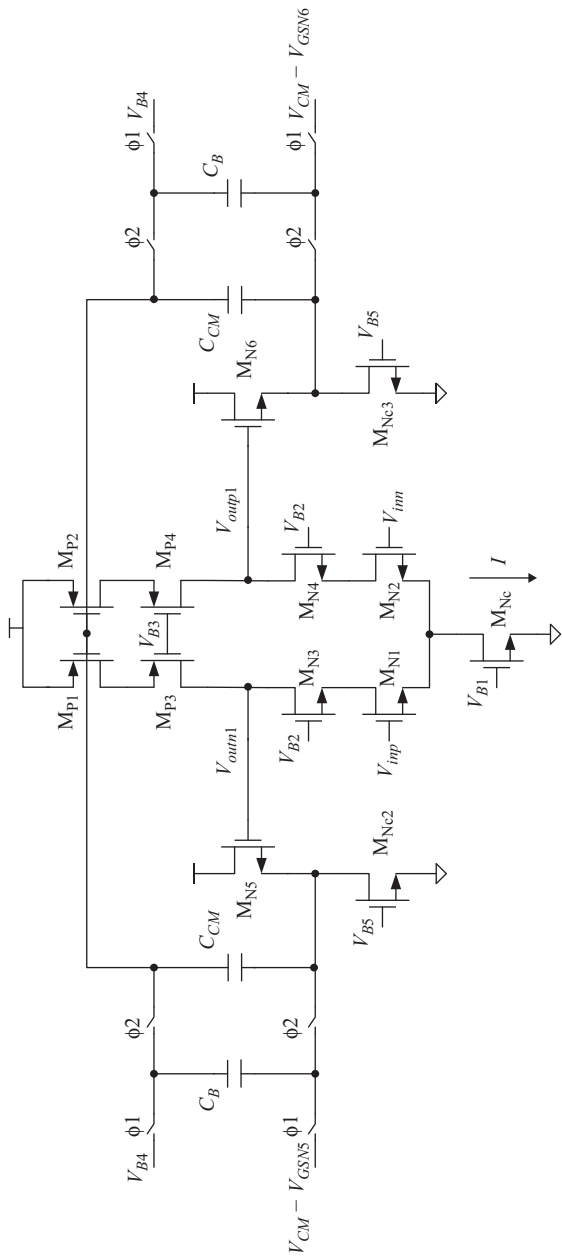 M_P1
M_P2
V_B4
φ1
φ2
φ2
φ1
V_B4
V_B3
M_P3
M_P4
C_B
C_CM
C_CM
C_B
V_outn1
V_outp1
M_N5
M_N6
V_CM − V_GSN5
φ1
φ2
φ2
φ1
V_CM − V_GSN6
V_B2
M_N3
M_N4
V_B2
V_B5
M_Nc2
V_inp
M_N1
M_N2
V_inn
M_Nc3
V_B5
V_B1
M_Nc
I